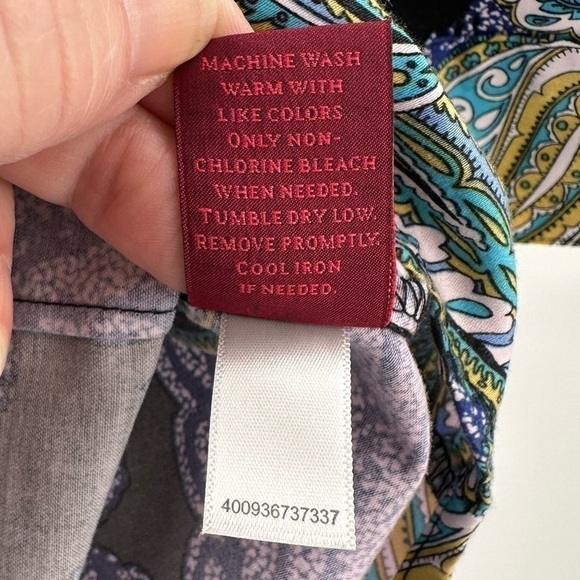 MACHINE WASH
WARM WITH
LIKE COLORS
ONLY NON-
CHLORINE BLEACH
WHEN NEEDED.
TUMBLE DRY LOW.
REMOVE PROMPTLY.
COOL IRON
IF NEEDED.
400936737337